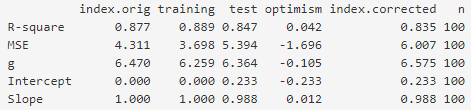 index.orig training test optimism index.corrected n
R-square 0.877 0.889 0.847 0.042 0.835 100
MSE 4.311 3.698 5.394 -1.696 6.007 100
g 6.470 6.259 6.364 -0.105 6.575 100
Intercept 0.000 0.000 0.233 -0.233 0.233 100
Slope 1.000 1.000 0.988 0.012 0.988 100